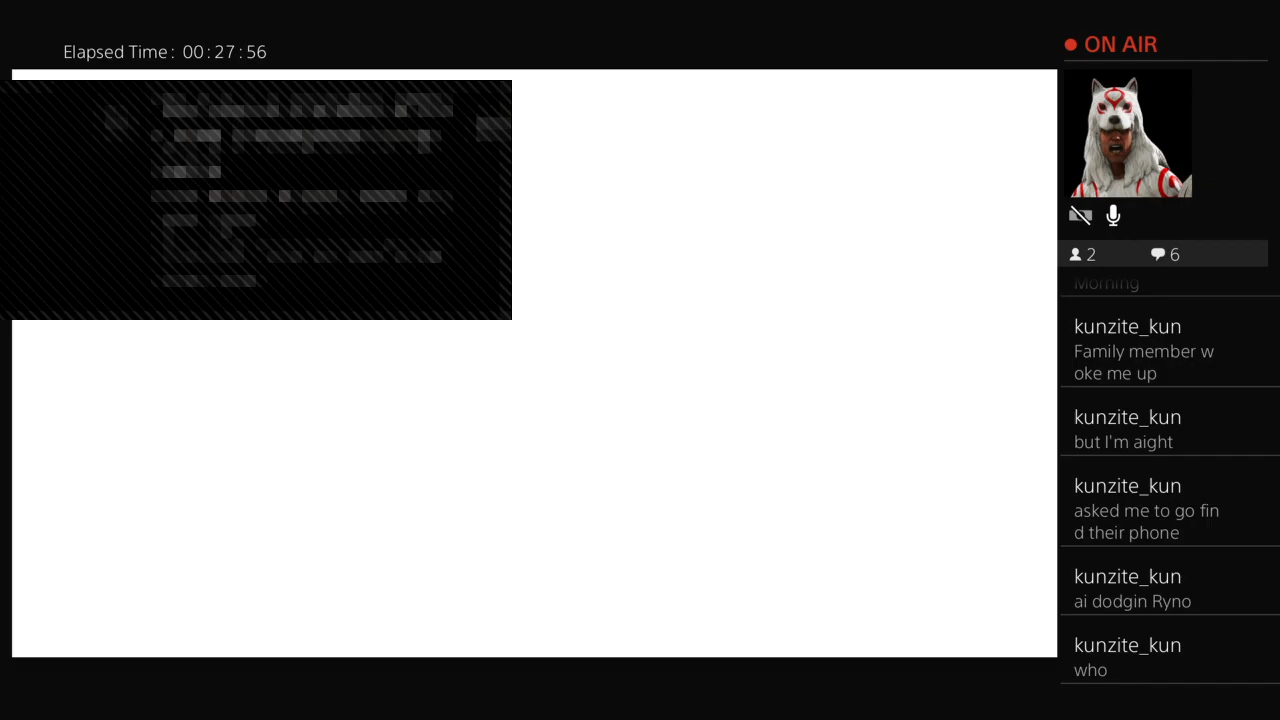 Elapsed Time: 00:27:56
ON AIR
2
6
Morning
kunzite_kun
Family member w
oke me up
kunzite_kun
but I'm aight
kunzite_kun
asked me to go fin
d their phone
kunzite_kun
ai dodgin Ryno
kunzite_kun
who